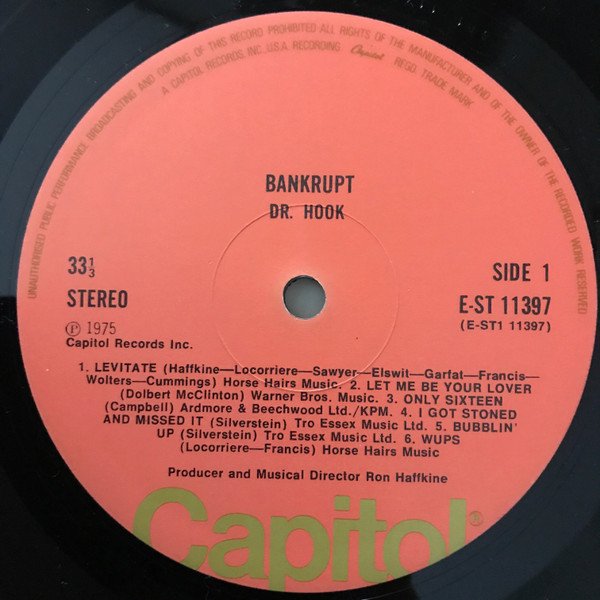 UNAUTHORISED PUBLIC PERFORMANCE BROADCASTING AND COPYING OF THIS RECORD PROHIBITED·ALL RIGHTS OF THE MANUFACTURER AND OF THE OWNER OF THE RECORDED WORK RESERVED
A CAPITOL RECORDS, INC., U.S.A. RECORDING Capitol REGD. TRADE MARK
BANKRUPT
DR. HOOK
33⅓
SIDE 1
STEREO
E-ST 11397
(E-ST1 11397)
℗ 1975
Capitol Records Inc.
1. LEVITATE (Haffkine—Locorriere—Sawyer—Elswit—Garfat—Francis—
Wolters—Cummings) Horse Hairs Music. 2. LET ME BE YOUR LOVER
(Dolbert McClinton) Warner Bros. Music. 3. ONLY SIXTEEN
(Campbell) Ardmore & Beechwood Ltd./KPM. 4. I GOT STONED
AND MISSED IT (Silverstein) Tro Essex Music Ltd. 5. BUBBLIN'
UP (Silverstein) Tro Essex Music Ltd. 6. WUPS
(Locorriere—Francis) Horse Hairs Music
Producer and Musical Director Ron Haffkine
Capitol®